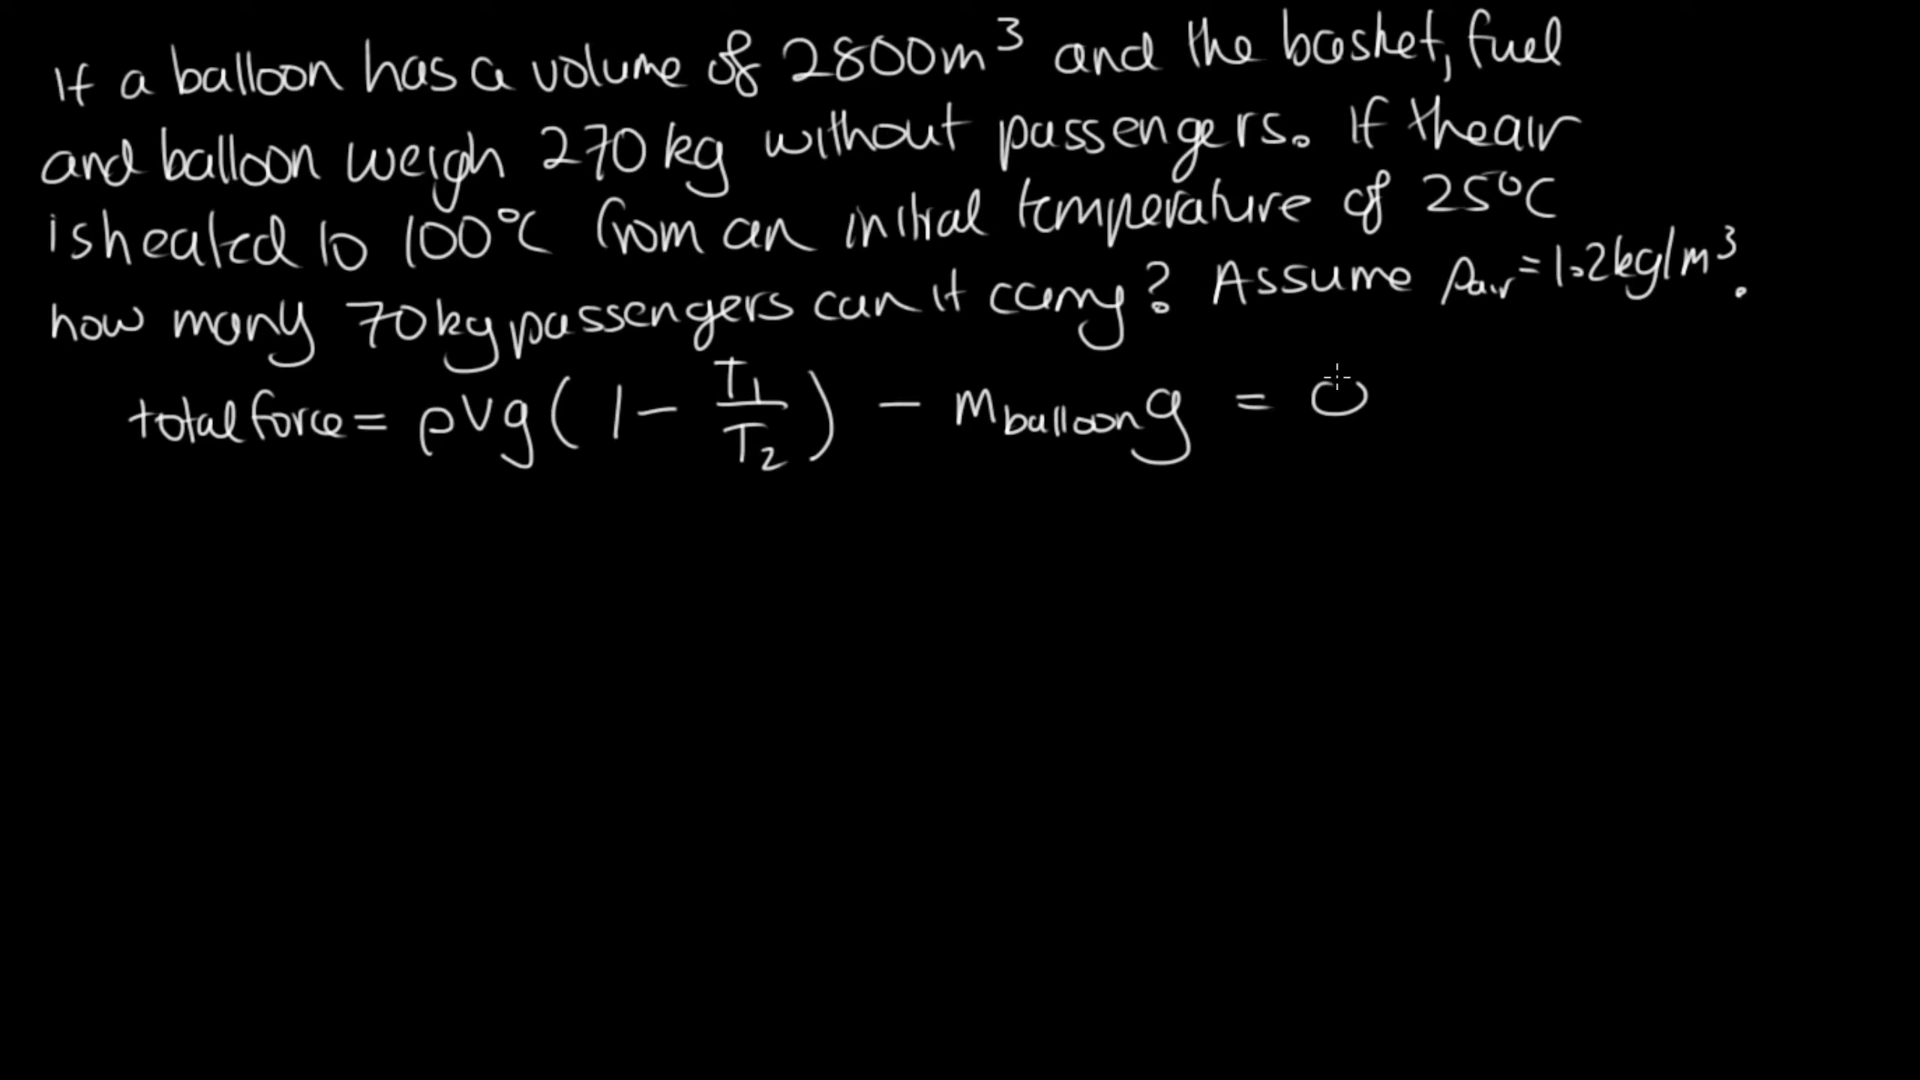 If a balloon has a volume of 2800m³ and the basket, fuel
and balloon weigh 270kg without passengers. If the air
is heated to 100°C from an initial temperature of 25°C
how many 70kg passengers can it carry? Assume ρair = 1.2kg/m³.
total force = ρVg(1 - T₁/T₂) - mballoon g = 0